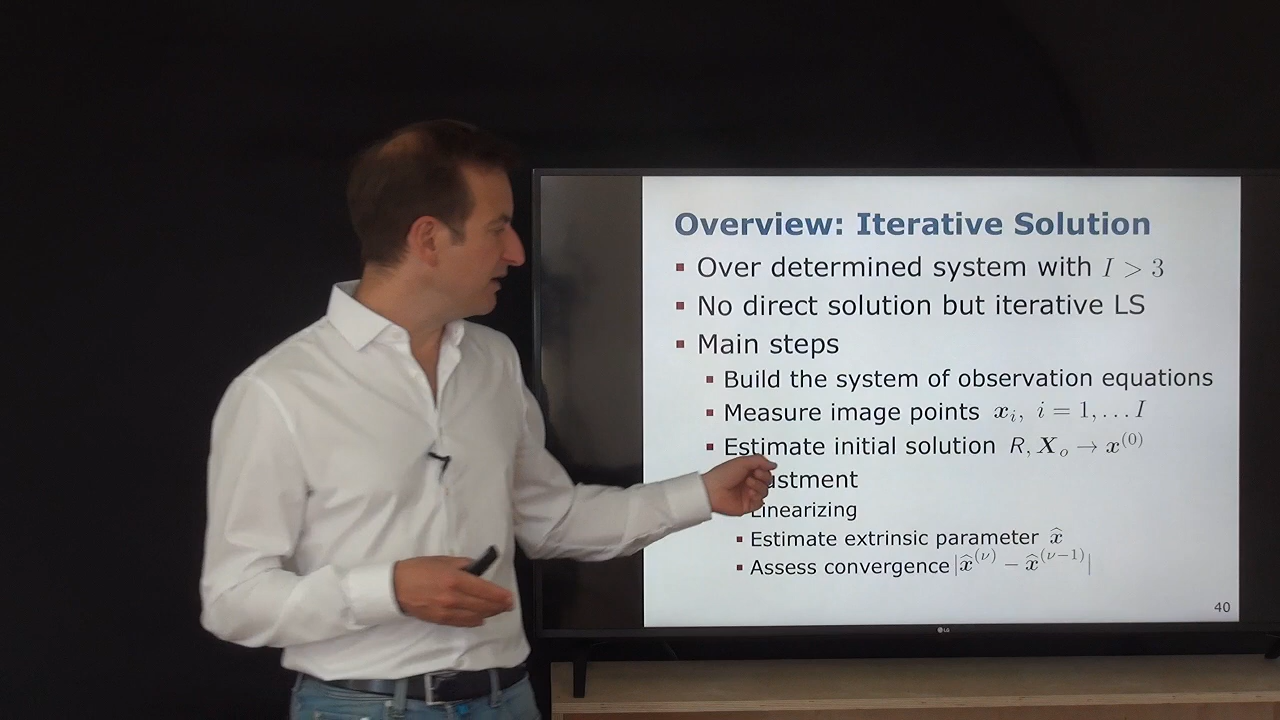 Overview: Iterative Solution
Over determined system with I > 3
No direct solution but iterative LS
Main steps
Build the system of observation equations
Measure image points x_i, i = 1, … I
Estimate initial solution R, X_o → x^(0)
Linearizing
Estimate extrinsic parameter x̂
Assess convergence |x̂^(ν) − x̂^(ν−1)|
40
LG